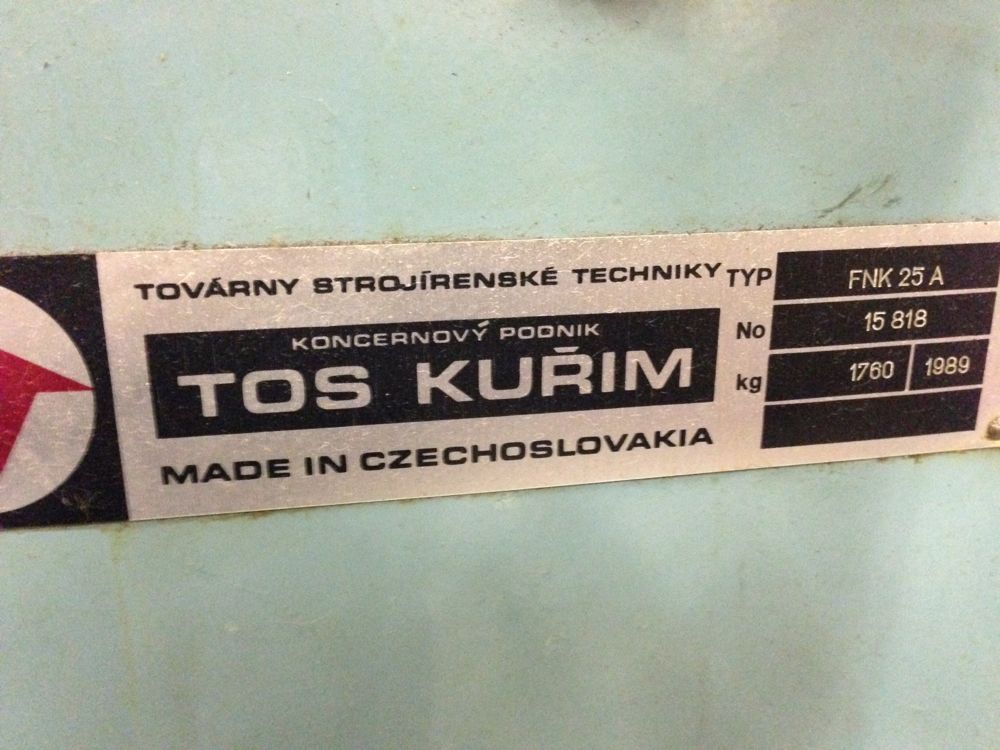 TOVÁRNY STROJÍRENSKÉ TECHNIKY
KONCERNOVÝ PODNIK
TOS KUŘIM
MADE IN CZECHOSLOVAKIA
TYP FNK 25 A
No 15 818
kg 1760 1989